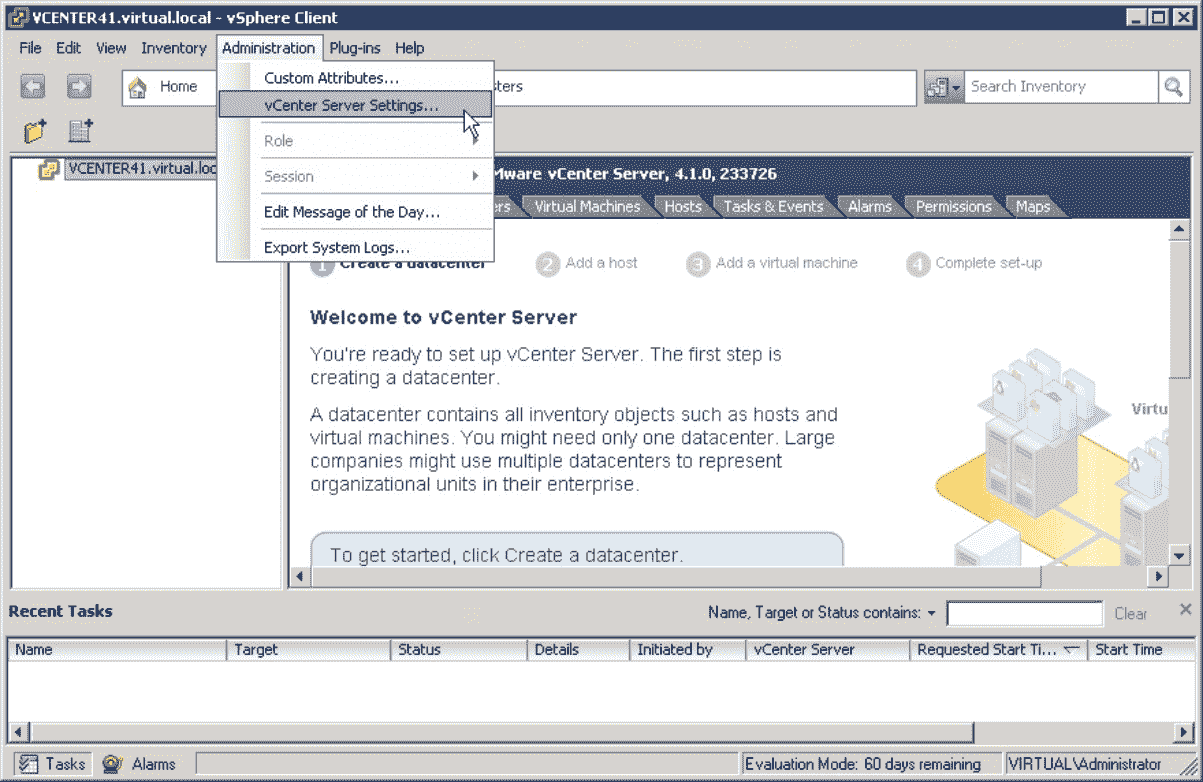 VCENTER41.virtual.local - vSphere Client
File Edit View Inventory Administration Plug-ins Help
Home
sters
Search Inventory
Custom Attributes...
vCenter Server Settings...
Role
Session
Edit Message of the Day...
Export System Logs...
VCENTER41.virtual.loc
Mware vCenter Server, 4.1.0, 233726
ers Virtual Machines Hosts Tasks & Events Alarms Permissions Maps
1 Create a datacenter 2 Add a host 3 Add a virtual machine 4 Complete set-up
Welcome to vCenter Server
You're ready to set up vCenter Server. The first step is
creating a datacenter.
A datacenter contains all inventory objects such as hosts and
virtual machines. You might need only one datacenter. Large
companies might use multiple datacenters to represent
organizational units in their enterprise.
Virtu
To get started, click Create a datacenter.
Recent Tasks
Name, Target or Status contains:
Clear
Name Target Status Details Initiated by vCenter Server Requested Start Ti... Start Time
Tasks Alarms
Evaluation Mode: 60 days remaining
VIRTUAL\Administrator